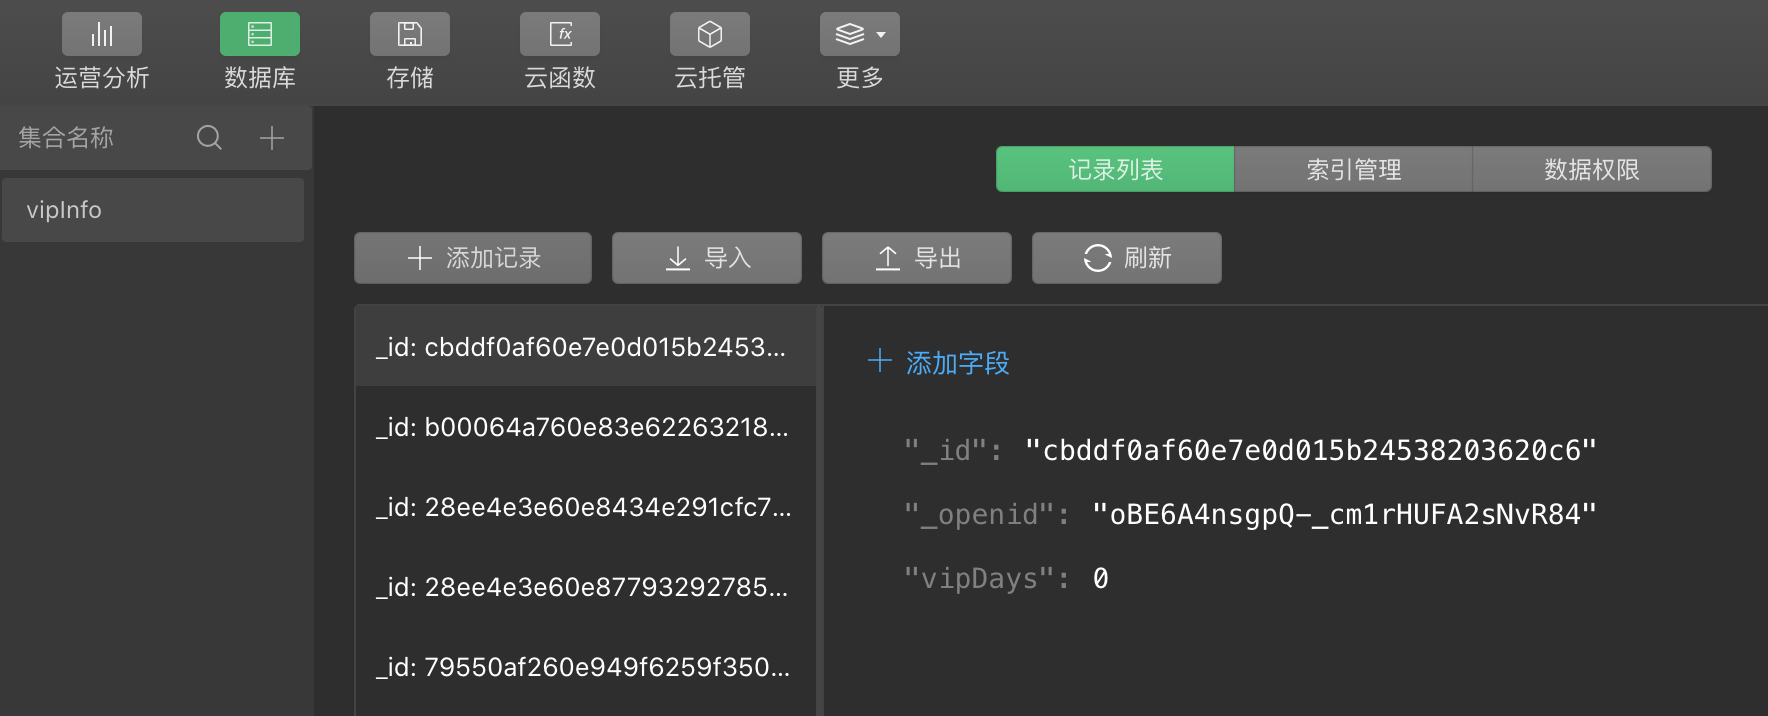 运营分析 数据库 存储 云函数 云托管 更多
集合名称
vipInfo
记录列表 索引管理 数据权限
添加记录 导入 导出 刷新
_id: cbddf0af60e7e0d015b2453...
_id: b00064a760e83e62263218...
_id: 28ee4e3e60e8434e291cfc7...
_id: 28ee4e3e60e87793292785...
_id: 79550af260e949f6259f350...
添加字段
"_id": "cbddf0af60e7e0d015b24538203620c6"
"_openid": "oBE6A4nsgpQ-_cm1rHUFA2sNvR84"
"vipDays": 0